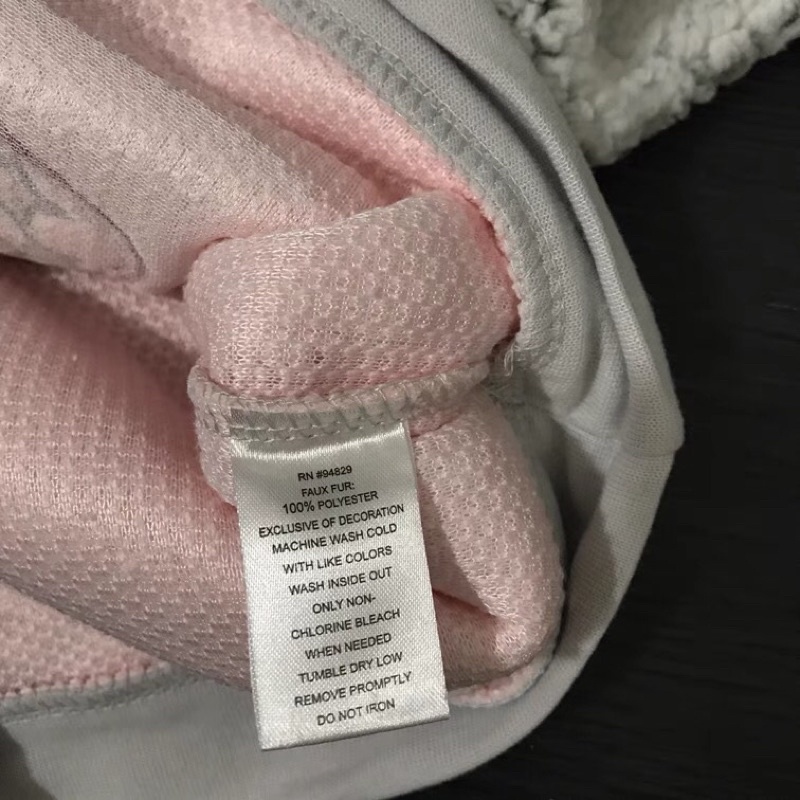 RN #94829
FAUX FUR:
100% POLYESTER
EXCLUSIVE OF DECORATION
MACHINE WASH COLD
WITH LIKE COLORS
WASH INSIDE OUT
ONLY NON-
CHLORINE BLEACH
WHEN NEEDED
TUMBLE DRY LOW
REMOVE PROMPTLY
DO NOT IRON